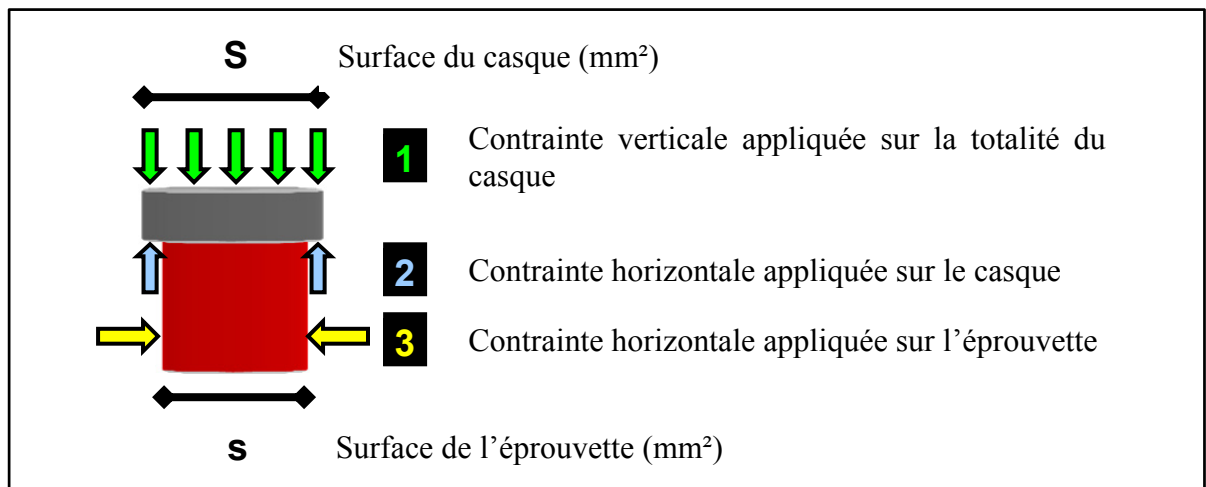 S Surface du casque (mm²)
1 Contrainte verticale appliquée sur la totalité du
casque
2 Contrainte horizontale appliquée sur le casque
3 Contrainte horizontale appliquée sur l’éprouvette
s Surface de l’éprouvette (mm²)